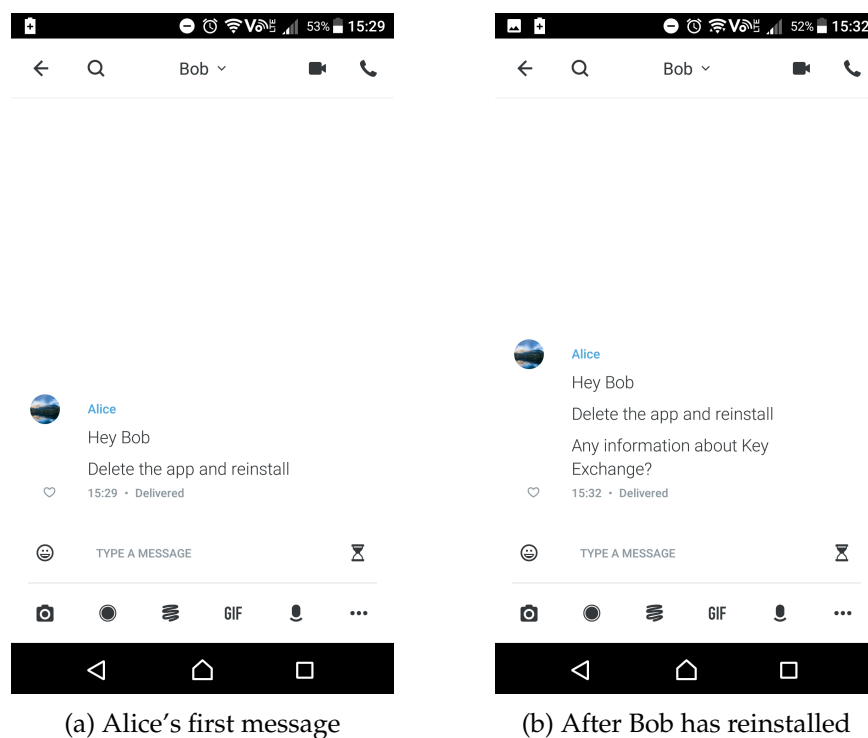 53% 15:29
Bob
Alice
Hey Bob
Delete the app and reinstall
15:29 • Delivered
TYPE A MESSAGE
GIF
(a) Alice's first message
52% 15:32
Bob
Alice
Hey Bob
Delete the app and reinstall
Any information about Key
Exchange?
15:32 • Delivered
TYPE A MESSAGE
GIF
(b) After Bob has reinstalled